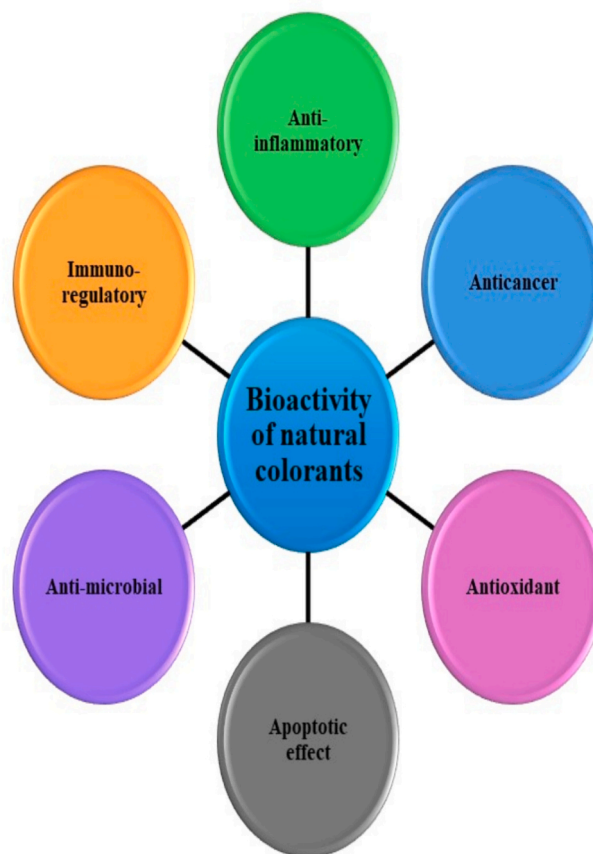 Anti-
inflammatory
Immuno-
regulatory
Anticancer
Bioactivity
of natural
colorants
Anti-microbial
Antioxidant
Apoptotic
effect